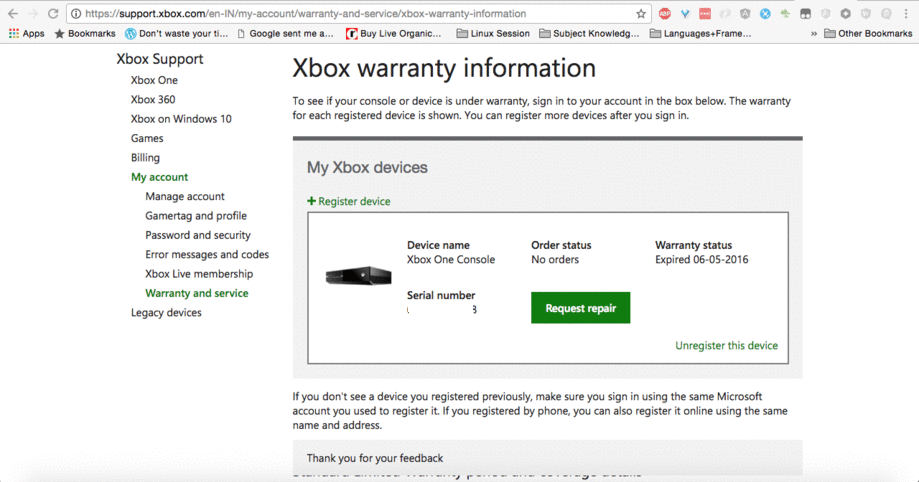 https://support.xbox.com/en-IN/my-account/warranty-and-service/xbox-warranty-information
Apps Bookmarks Don't waste your ti... Google sent me a... Buy Live Organic... Linux Session Subject Knowledg... Languages+Frame... » Other Bookmarks
Xbox Support
Xbox One
Xbox 360
Xbox on Windows 10
Games
Billing
My account
Manage account
Gamertag and profile
Password and security
Error messages and codes
Xbox Live membership
Warranty and service
Legacy devices
Xbox warranty information
To see if your console or device is under warranty, sign in to your account in the box below. The warranty
for each registered device is shown. You can register more devices after you sign in.
My Xbox devices
+ Register device
Device name
Xbox One Console
Order status
No orders
Warranty status
Expired 06-05-2016
Serial number
Request repair
Unregister this device
If you don't see a device you registered previously, make sure you sign in using the same Microsoft
account you used to register it. If you registered by phone, you can also register it online using the same
name and address.
Thank you for your feedback
Standard Limited Warranty period and coverage details